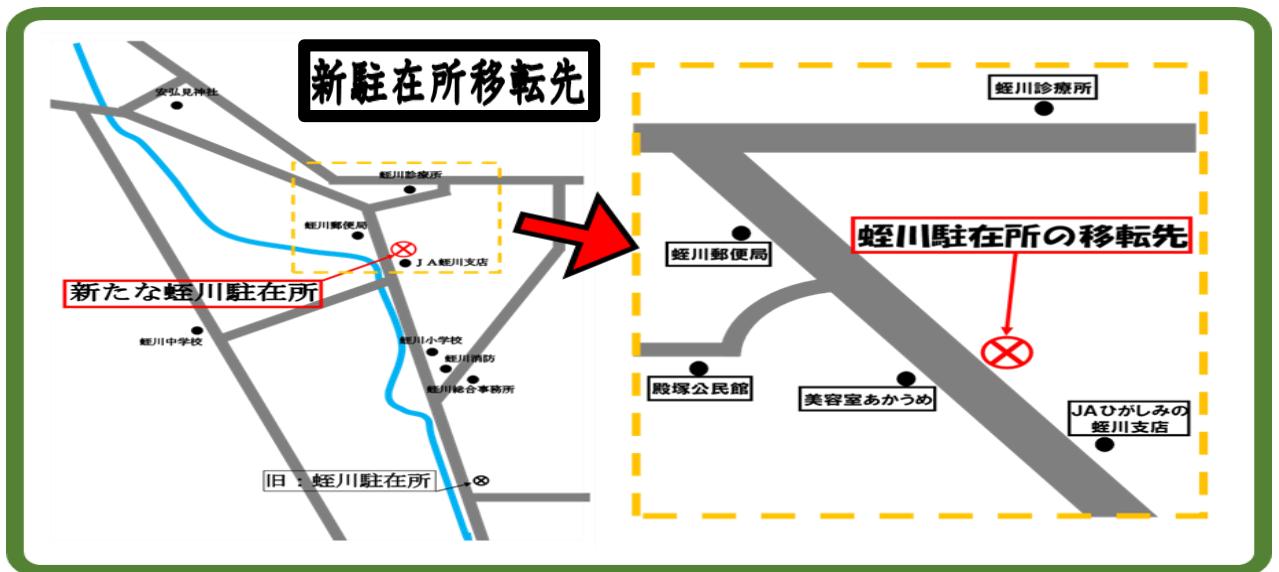 新駐在所移転先
安弘見神社
蛭川診療所
蛭川郵便局
JA蛭川支店
新たな蛭川駐在所
蛭川中学校
蛭川小学校
蛭川消防
蛭川総合事務所
旧：蛭川駐在所
蛭川診療所
蛭川駐在所の移転先
蛭川郵便局
殿塚公民館
美容室あかうめ
JAひがしみの
蛭川支店